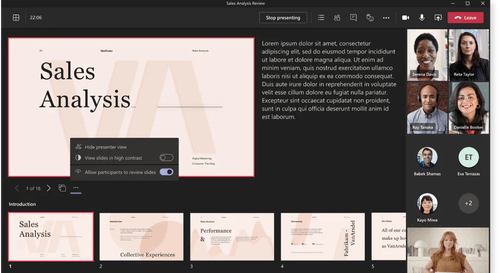 Sales Analysis Review
22:06
Stop presenting
Leave
Sales
Analysis
Lorem ipsum dolor sit amet, consectetur
adipiscing elit, sed do eiusmod tempor incididunt
ut labore et dolore magna aliqua. Ut enim ad
minim veniam, quis nostrud exercitation ullamco
laboris nisi ut aliquip ex ea commodo consequat.
Duis aute irure dolor in reprehenderit in voluptate
velit esse cillum dolore eu fugiat nulla pariatur.
Excepteur sint occaecat cupidatat non proident,
sunt in culpa qui officia deserunt mollit anim id
est laborum.
Hide presenter view
View slides in high contrast
Allow participants to review slides
1 of 18
Serena Davis
Reta Taylor
Ray Tanaka
Danielle Booker
ET
Babak Shamas
Eva Terrazas
+2
Kayo Miwa
Introduction
Sales
Analysis
Collective Experiences
Performance
&
Fabrikam +
VanArsdel
All of our co
1
2
3
4
5